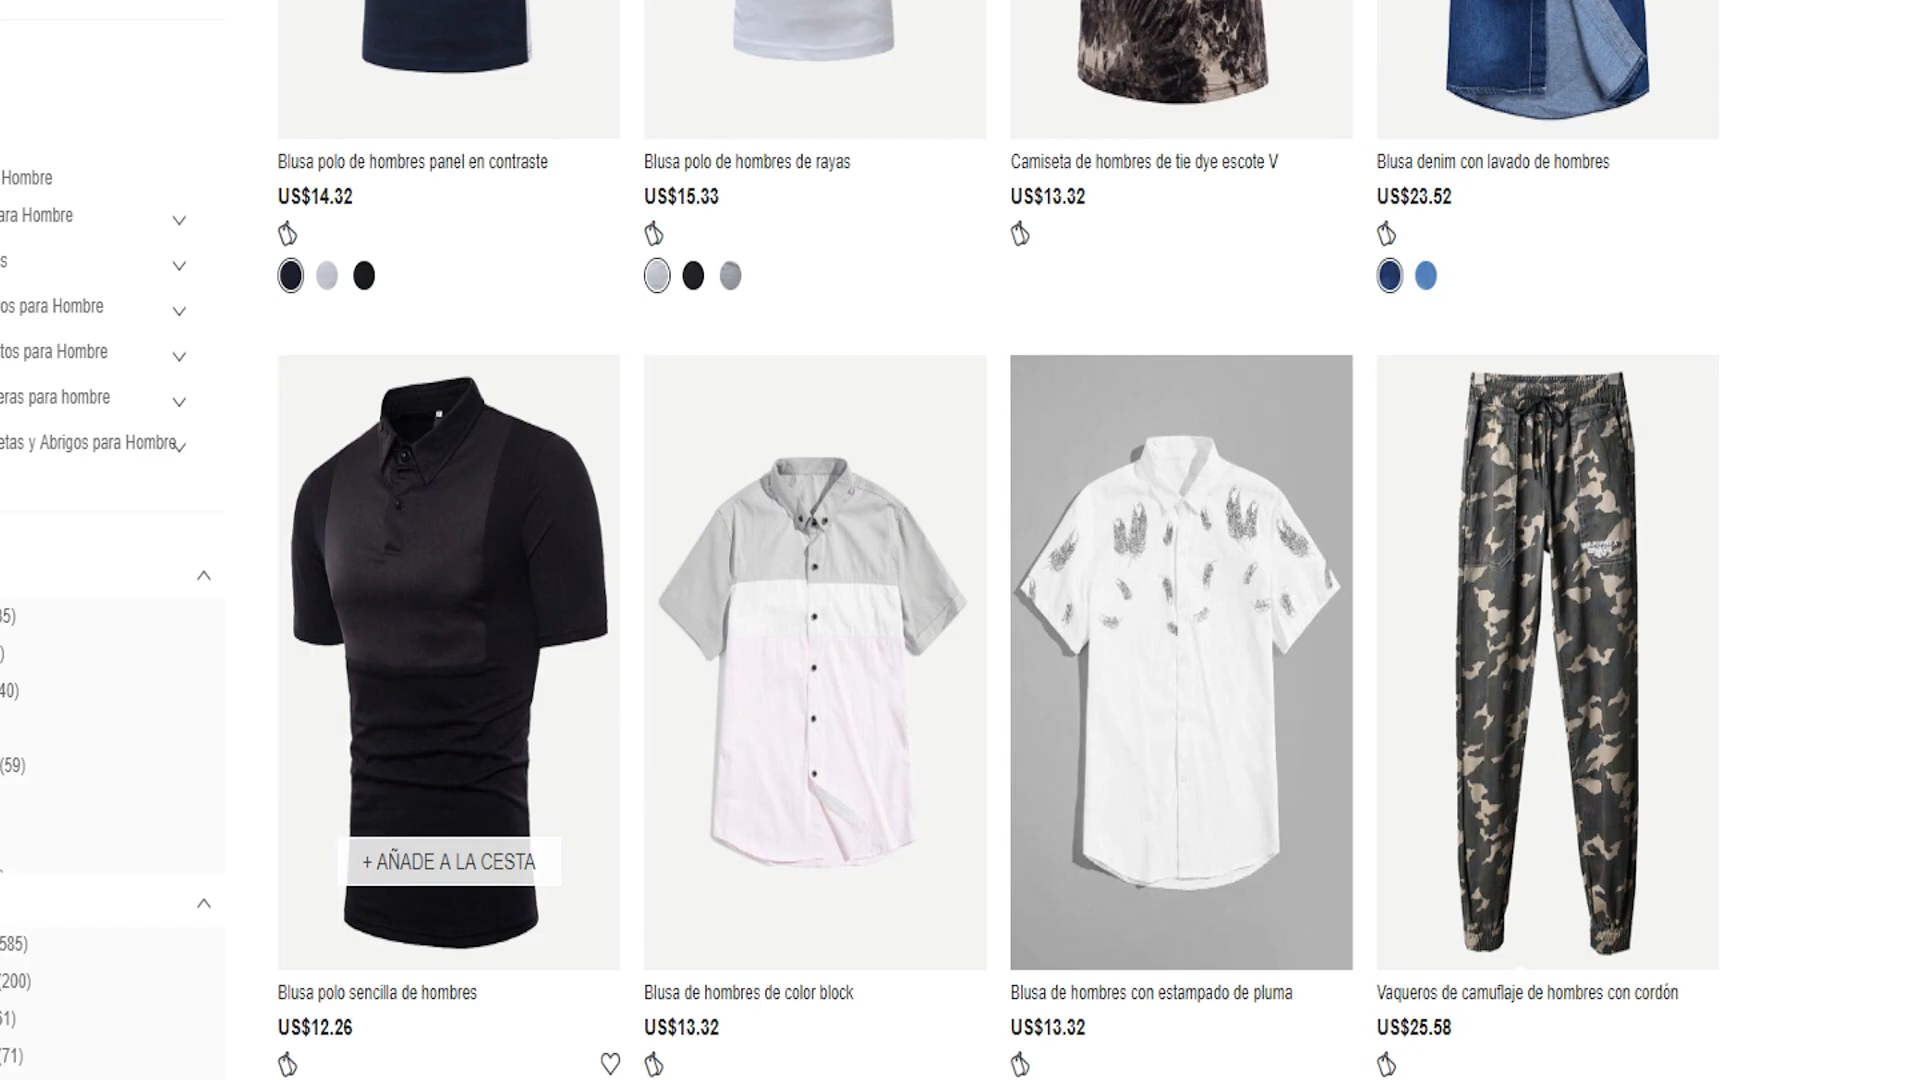 Blusa polo de hombres panel en contraste
US$14.32
Blusa polo de hombres de rayas
US$15.33
Camiseta de hombres de tie dye escote V
US$13.32
Blusa denim con lavado de hombres
US$23.52
Hombre
ara Hombre
s
os para Hombre
tos para Hombre
eras para hombre
etas y Abrigos para Hombre
)
40)
(59)
585)
(200)
(71)
+ AÑADE A LA CESTA
Blusa polo sencilla de hombres
US$12.26
Blusa de hombres de color block
US$13.32
Blusa de hombres con estampado de pluma
US$13.32
Vaqueros de camuflaje de hombres con cordón
US$25.58